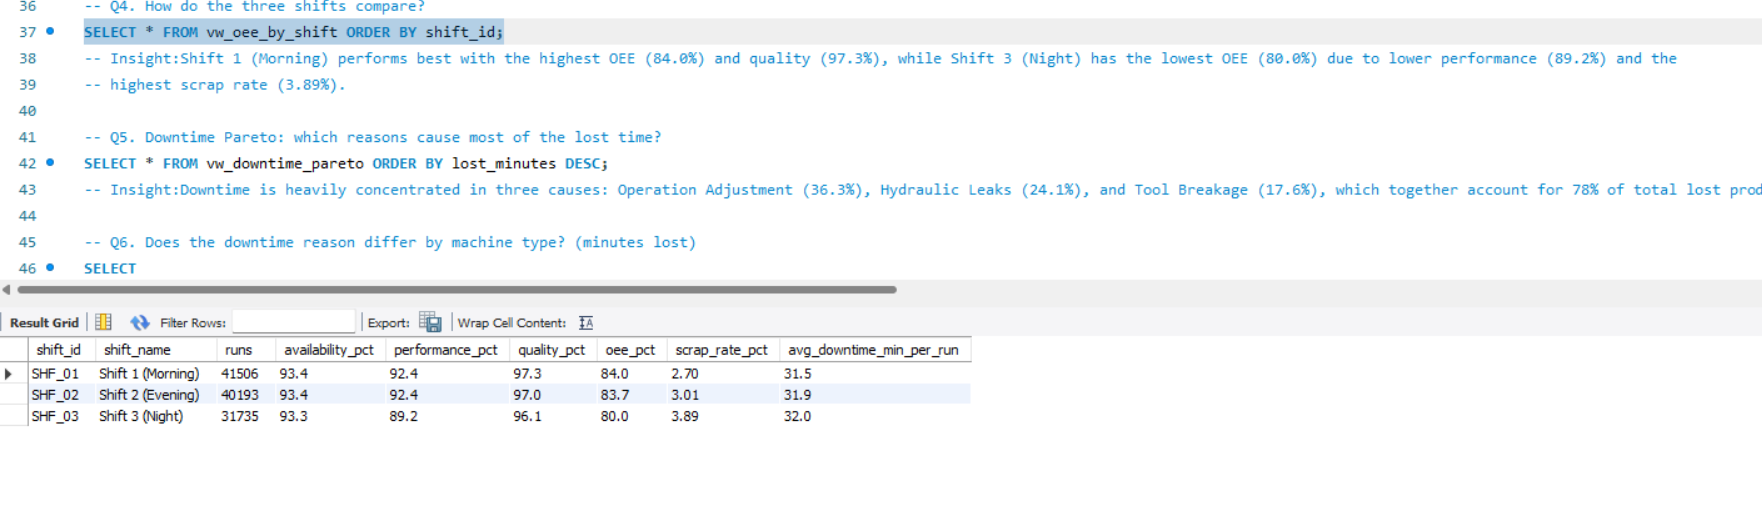 36 -- Q4. How do the three shifts compare?
37 SELECT * FROM vw_oee_by_shift ORDER BY shift_id;
38 -- Insight:Shift 1 (Morning) performs best with the highest OEE (84.0%) and quality (97.3%), while Shift 3 (Night) has the lowest OEE (80.0%) due to lower performance (89.2%) and the
39 -- highest scrap rate (3.89%).
40
41 -- Q5. Downtime Pareto: which reasons cause most of the lost time?
42 SELECT * FROM vw_downtime_pareto ORDER BY lost_minutes DESC;
43 -- Insight:Downtime is heavily concentrated in three causes: Operation Adjustment (36.3%), Hydraulic Leaks (24.1%), and Tool Breakage (17.6%), which together account for 78% of total lost prod
44
45 -- Q6. Does the downtime reason differ by machine type? (minutes lost)
46 SELECT
Result Grid Filter Rows: Export: Wrap Cell Content:
shift_id shift_name runs availability_pct performance_pct quality_pct oee_pct scrap_rate_pct avg_downtime_min_per_run
SHF_01 Shift 1 (Morning) 41506 93.4 92.4 97.3 84.0 2.70 31.5
SHF_02 Shift 2 (Evening) 40193 93.4 92.4 97.0 83.7 3.01 31.9
SHF_03 Shift 3 (Night) 31735 93.3 89.2 96.1 80.0 3.89 32.0